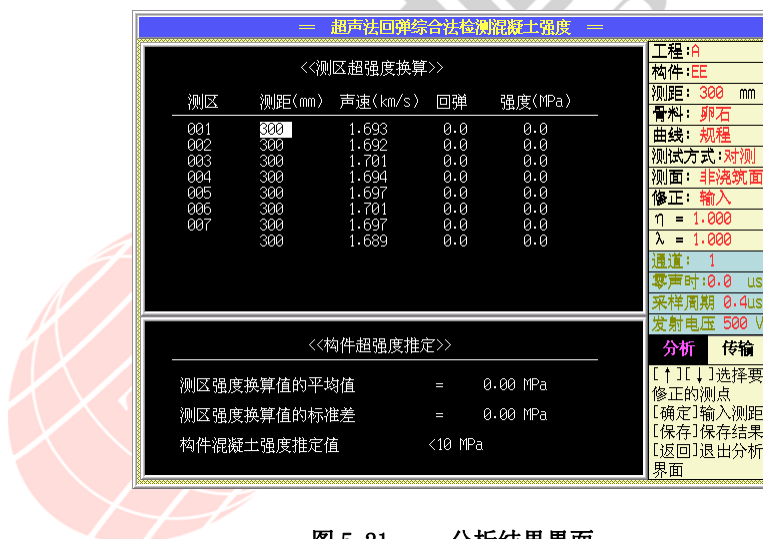 ═ 超声法回弹综合法检测混凝土强度 ═
<<测区超强度换算>>
测区 测距(mm) 声速(km/s) 回弹 强度(MPa)
001 300 1.693 0.0 0.0
002 300 1.692 0.0 0.0
003 300 1.701 0.0 0.0
004 300 1.694 0.0 0.0
005 300 1.697 0.0 0.0
006 300 1.701 0.0 0.0
007 300 1.697 0.0 0.0
300 1.689 0.0 0.0
<<构件超强度推定>>
测区强度换算值的平均值 = 0.00 MPa
测区强度换算值的标准差 = 0.00 MPa
构件混凝土强度推定值 <10 MPa
工程:A
构件:EE
测距: 300 mm
骨料: 卵石
曲线: 规程
测试方式:对测
测面: 非浇筑面
修正: 输入
η = 1.000
λ = 1.000
通道: 1
零声时:0.0 us
采样周期 0.4us
发射电压 500 V
分析 传输
[↑][↓]选择要
修正的测点
[确定]输入测距
[保存]保存结果
[返回]退出分析
界面
图 5-21 分析结果界面